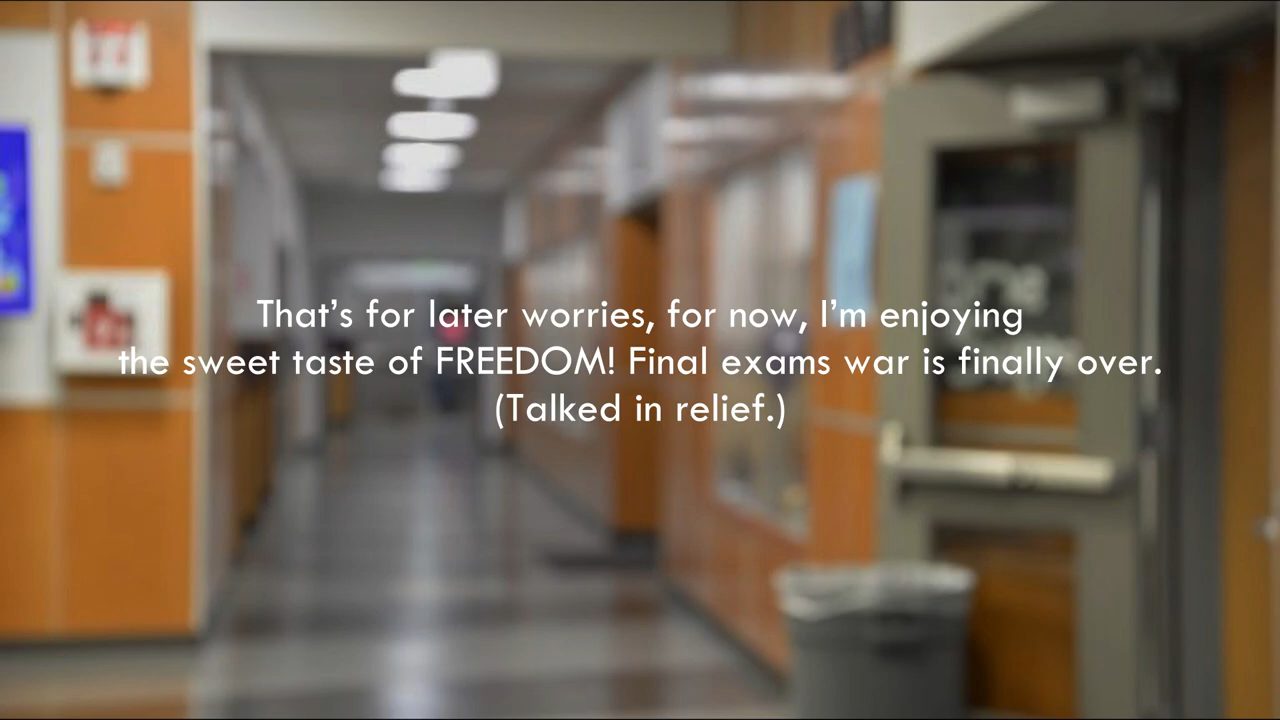 That’s for later worries, for now, I’m enjoying
the sweet taste of FREEDOM! Final exams war is finally over.
(Talked in relief.)